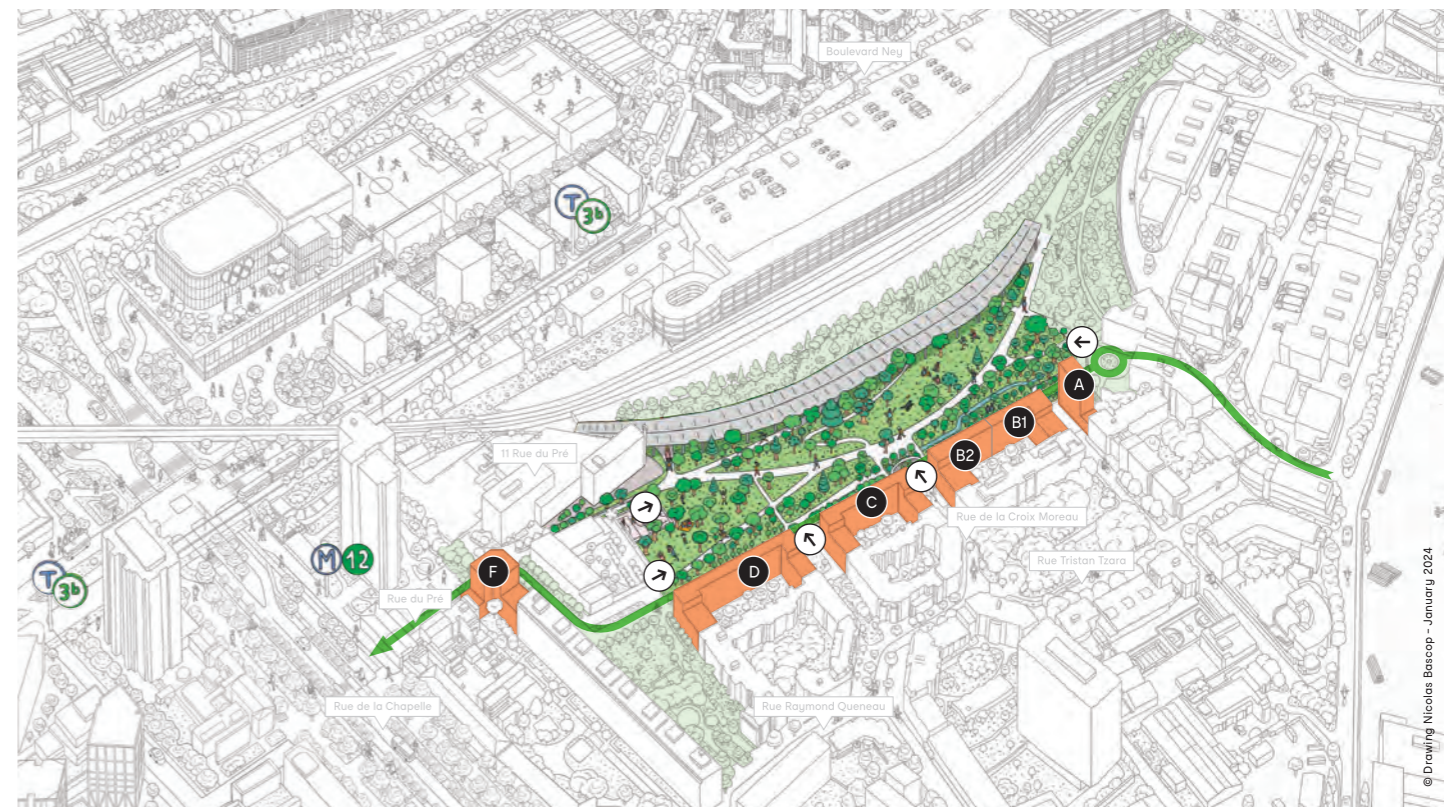 Boulevard Ney
T
3b
A
B1
B2
11 Rue du Pré
C
Rue de la Croix Moreau
M 12
T
3b
F
D
Rue Tristan Tzara
Rue du Pré
Rue de la Chapelle
Rue Raymond Queneau
© Drawing Nicolas Bascop - January 2024